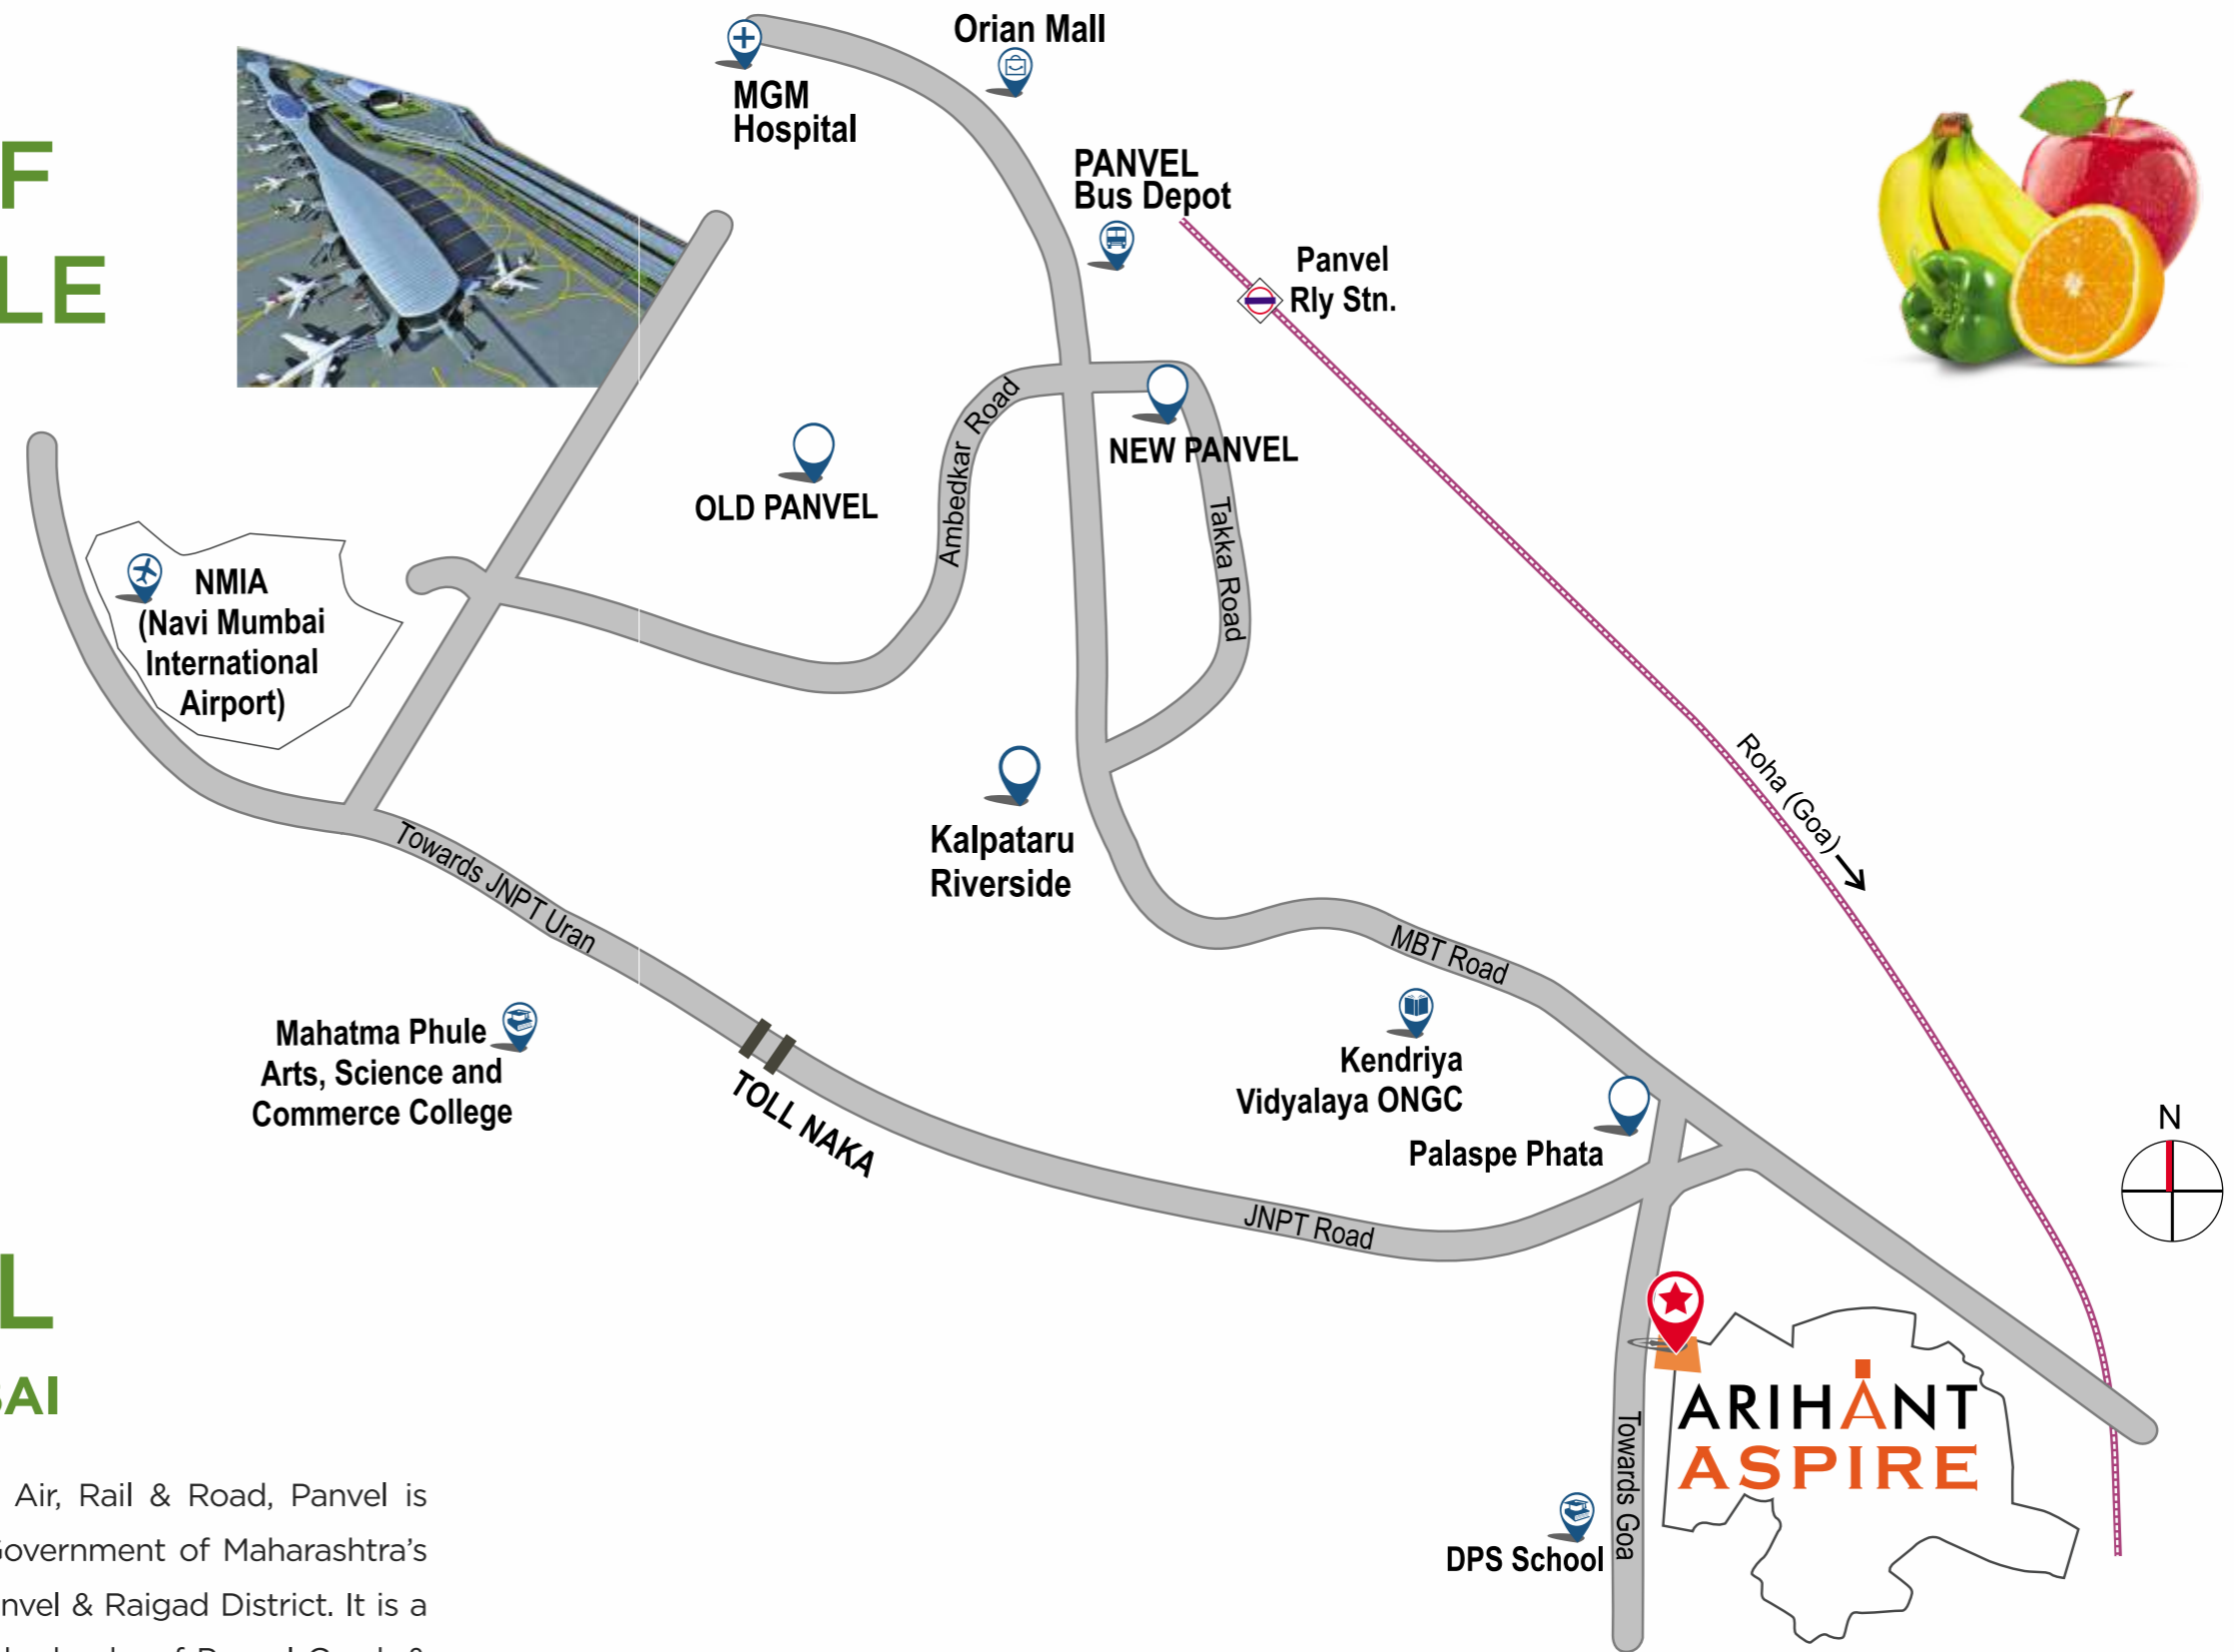 F
LE
MGM
Hospital
Orian Mall
PANVEL
Bus Depot
Panvel
Rly Stn.
NEW PANVEL
OLD PANVEL
Ambedkar Road
Takka Road
NMIA
(Navi Mumbai
International
Airport)
Kalpataru
Riverside
Roha (Goa)
Towards JNPT Uran
MBT Road
Mahatma Phule
Arts, Science and
Commerce College
TOLL NAKA
Kendriya
Vidyalaya ONGC
Palaspe Phata
N
JNPT Road
ARIHANT
ASPIRE
Towards Goa
DPS School
L
BAI
Air, Rail & Road, Panvel is
Government of Maharashtra's
nvel & Raigad District. It is a